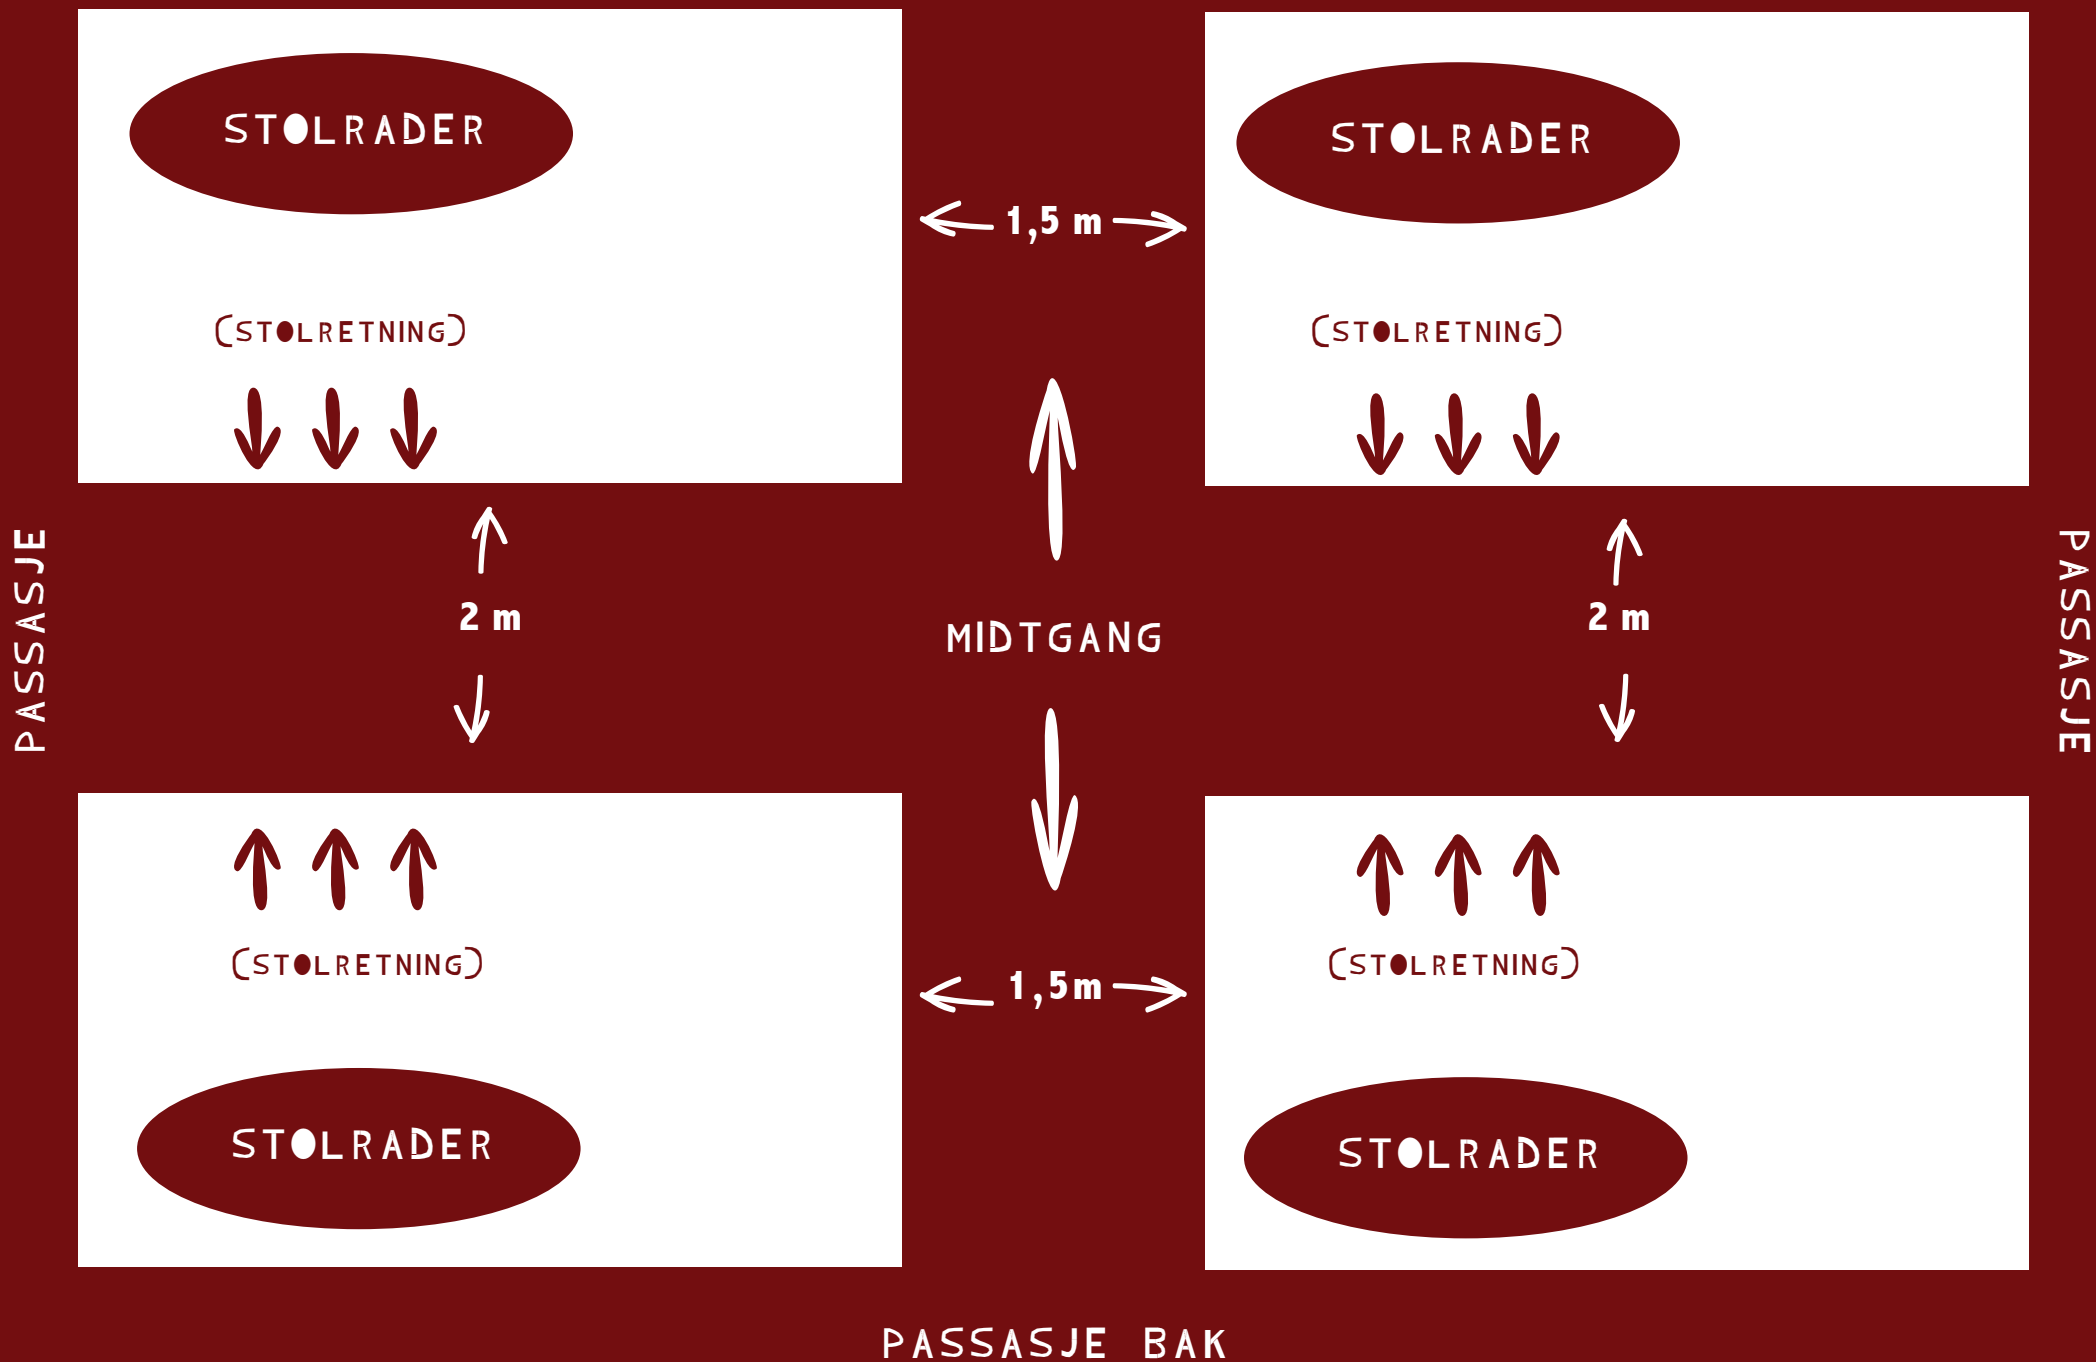 STOLRADER
STOLRADER
1,5 m
(STOLRETNING)
(STOLRETNING)
PASSASJE
2 m
MIDTGANG
2 m
PASSASJE
(STOLRETNING)
1,5m
(STOLRETNING)
STOLRADER
STOLRADER
PASSASJE BAK